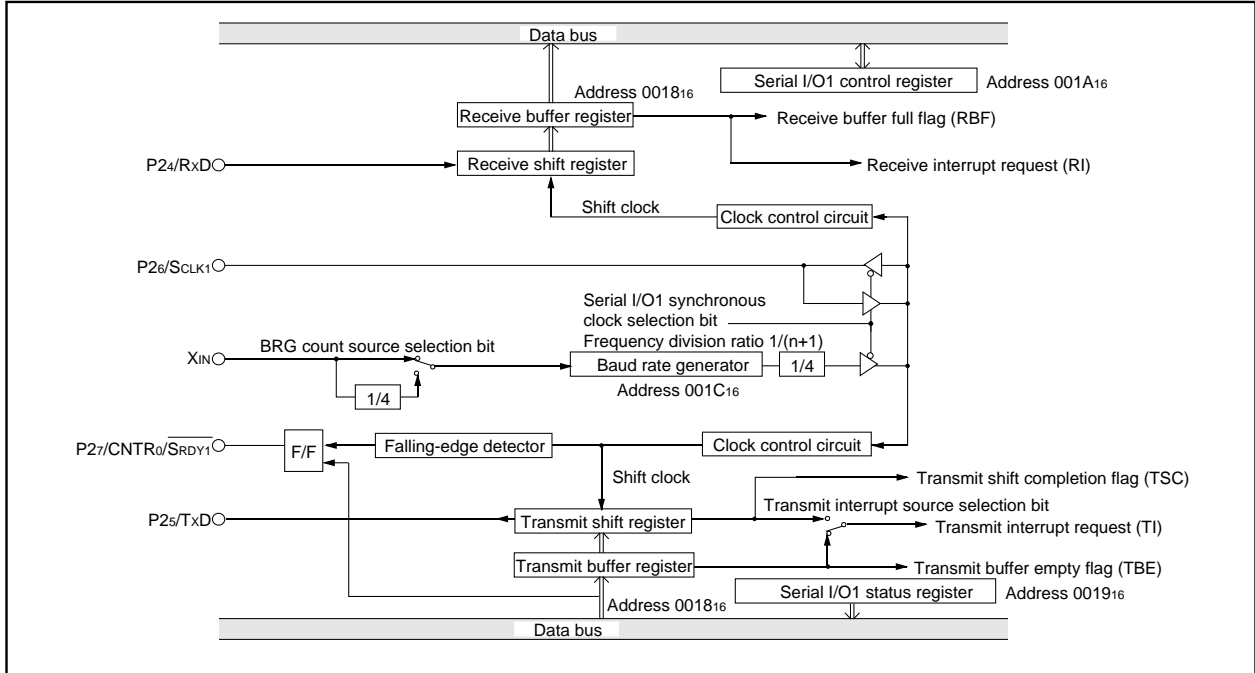 Data bus
Serial I/O1 control register
Address 001A16
Address 001816
Receive buffer register
Receive buffer full flag (RBF)
P24/RxD
Receive shift register
Receive interrupt request (RI)
Shift clock
Clock control circuit
P26/SCLK1
Serial I/O1 synchronous
clock selection bit
XIN
BRG count source selection bit
Frequency division ratio 1/(n+1)
Baud rate generator
1/4
1/4
Address 001C16
P27/CNTR0/SRDY1
F/F
Falling-edge detector
Clock control circuit
Shift clock
Transmit shift completion flag (TSC)
Transmit interrupt source selection bit
P25/TxD
Transmit shift register
Transmit interrupt request (TI)
Transmit buffer register
Transmit buffer empty flag (TBE)
Address 001816
Serial I/O1 status register
Address 001916
Data bus